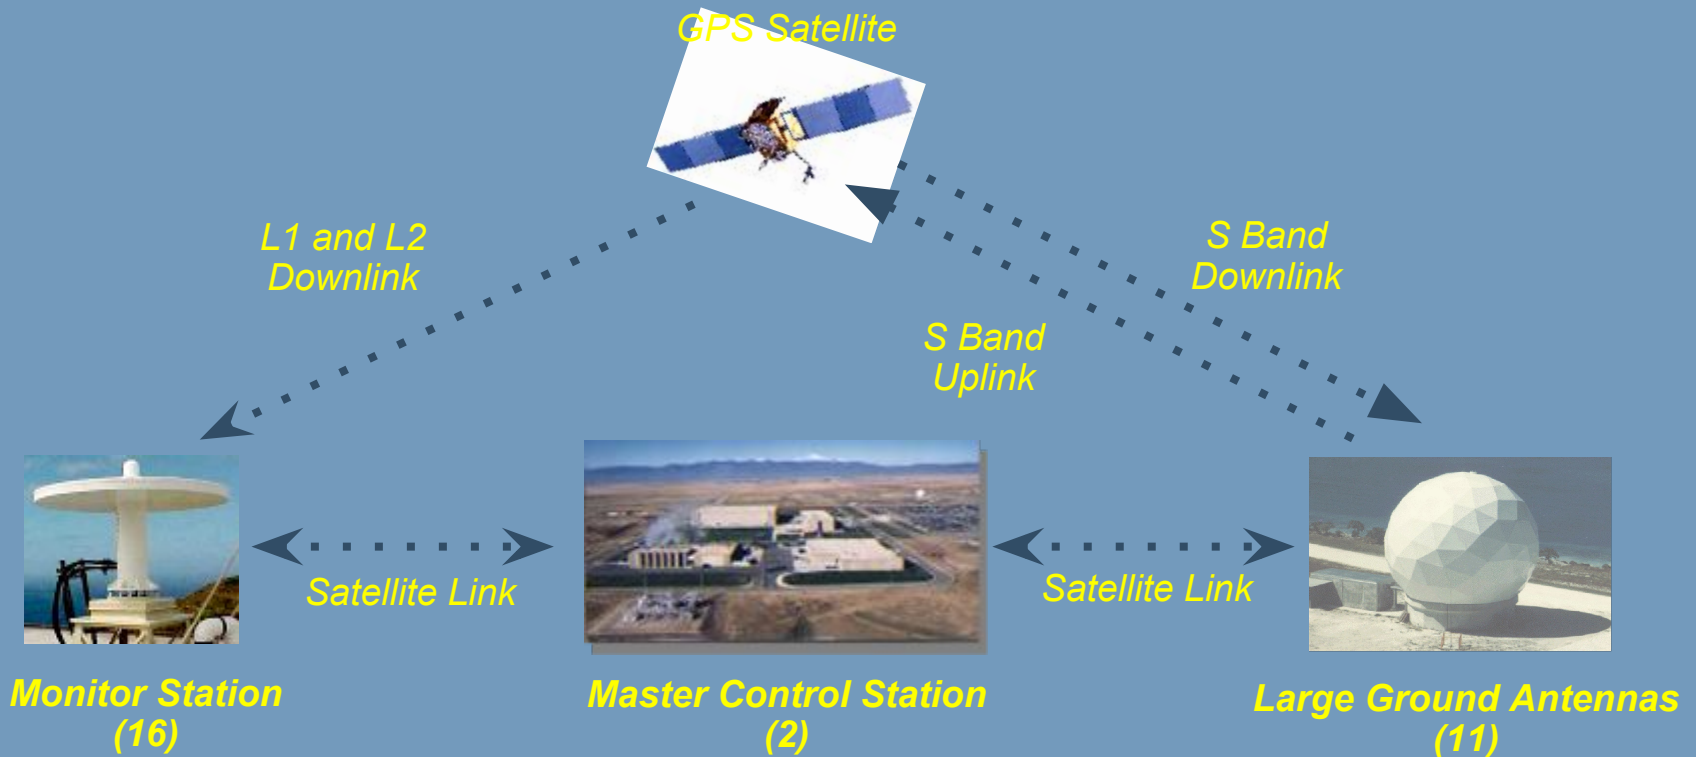 GPS Satellite
L1 and L2
Downlink
S Band
Downlink
S Band
Uplink
Satellite Link
Satellite Link
Monitor Station
(16)
Master Control Station
(2)
Large Ground Antennas
(11)